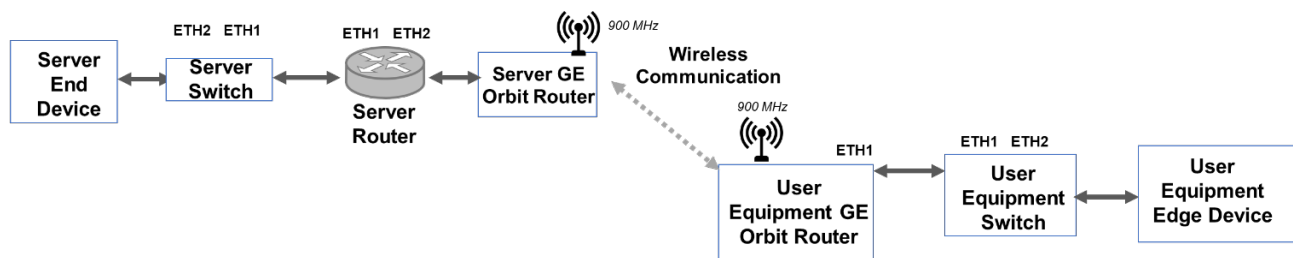 ETH2 ETH1
Server
End
Device
Server
Switch
ETH1 ETH2
Server
Router
900 MHz
Server GE
Orbit Router
Wireless
Communication
900 MHz
ETH1
User
Equipment GE
Orbit Router
ETH1 ETH2
User
Equipment
Switch
User
Equipment
Edge Device